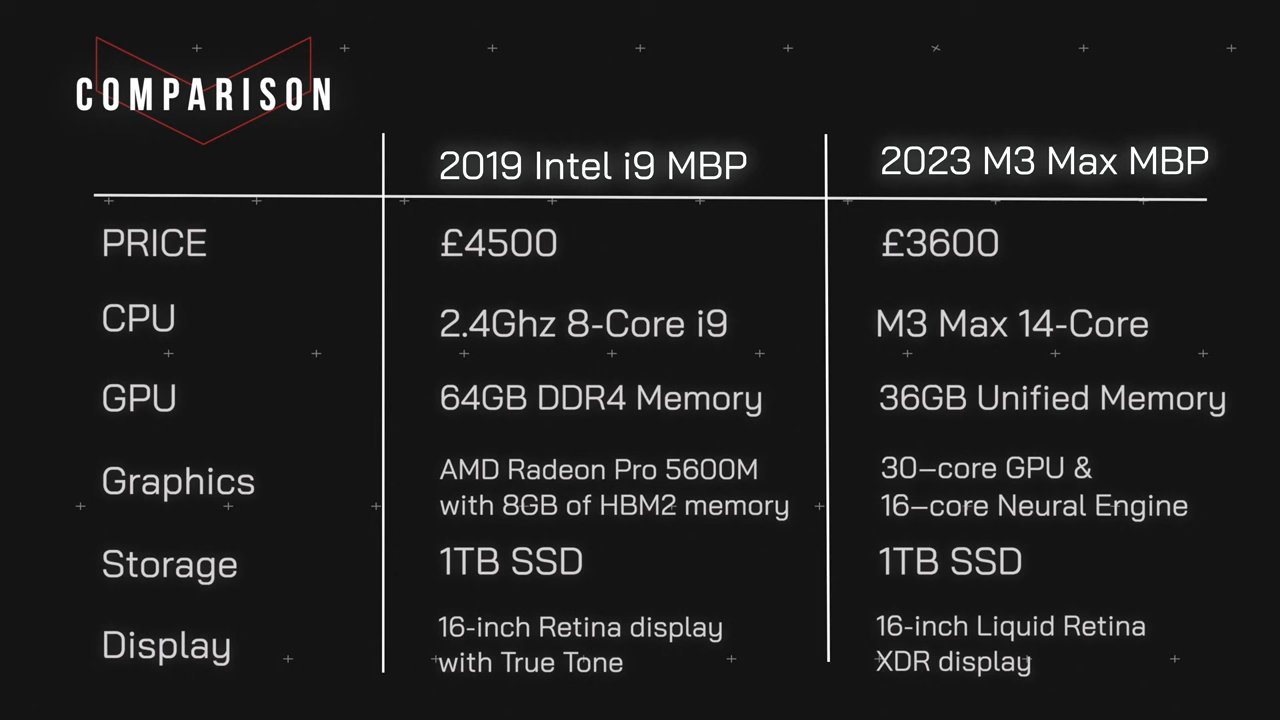 COMPARISON
2019 Intel i9 MBP
2023 M3 Max MBP
PRICE
£4500
£3600
CPU
2.4Ghz 8-Core i9
M3 Max 14-Core
GPU
64GB DDR4 Memory
36GB Unified Memory
Graphics
AMD Radeon Pro 5600M
with 8GB of HBM2 memory
30–core GPU &
16–core Neural Engine
Storage
1TB SSD
1TB SSD
Display
16-inch Retina display
with True Tone
16-inch Liquid Retina
XDR display